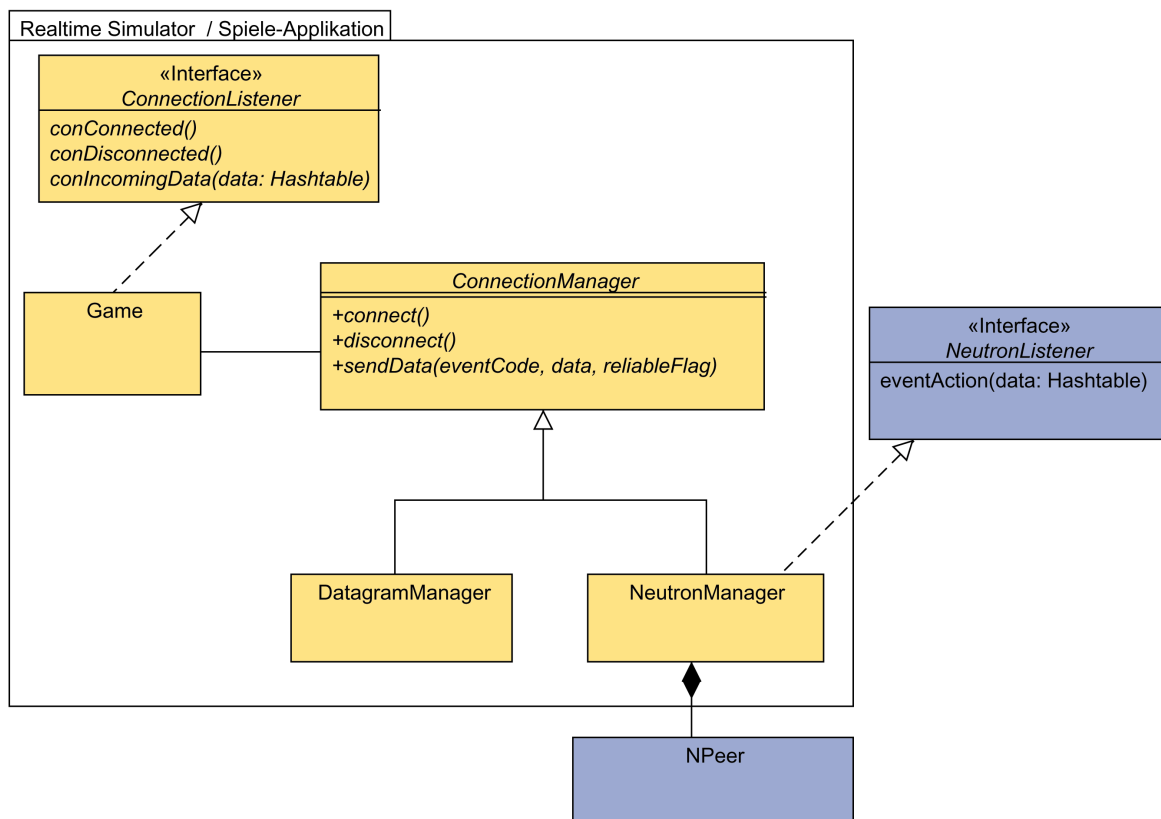 Realtime Simulator / Spiele-Applikation
«Interface»
ConnectionListener
conConnected()
conDisconnected()
conIncomingData(data: Hashtable)
Game
ConnectionManager
+connect()
+disconnect()
+sendData(eventCode, data, reliableFlag)
«Interface»
NeutronListener
eventAction(data: Hashtable)
DatagramManager
NeutronManager
NPeer